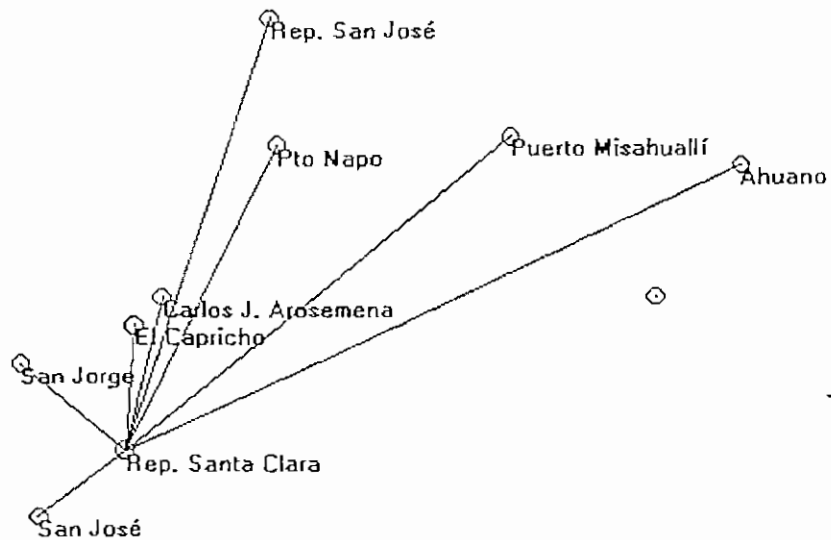 Rep. San José
Puerto Misahuallí
Pto Napo
Ahuano
Carlos J. Arosemena
El Capricho
San Jorge
Rep. Santa Clara
San José